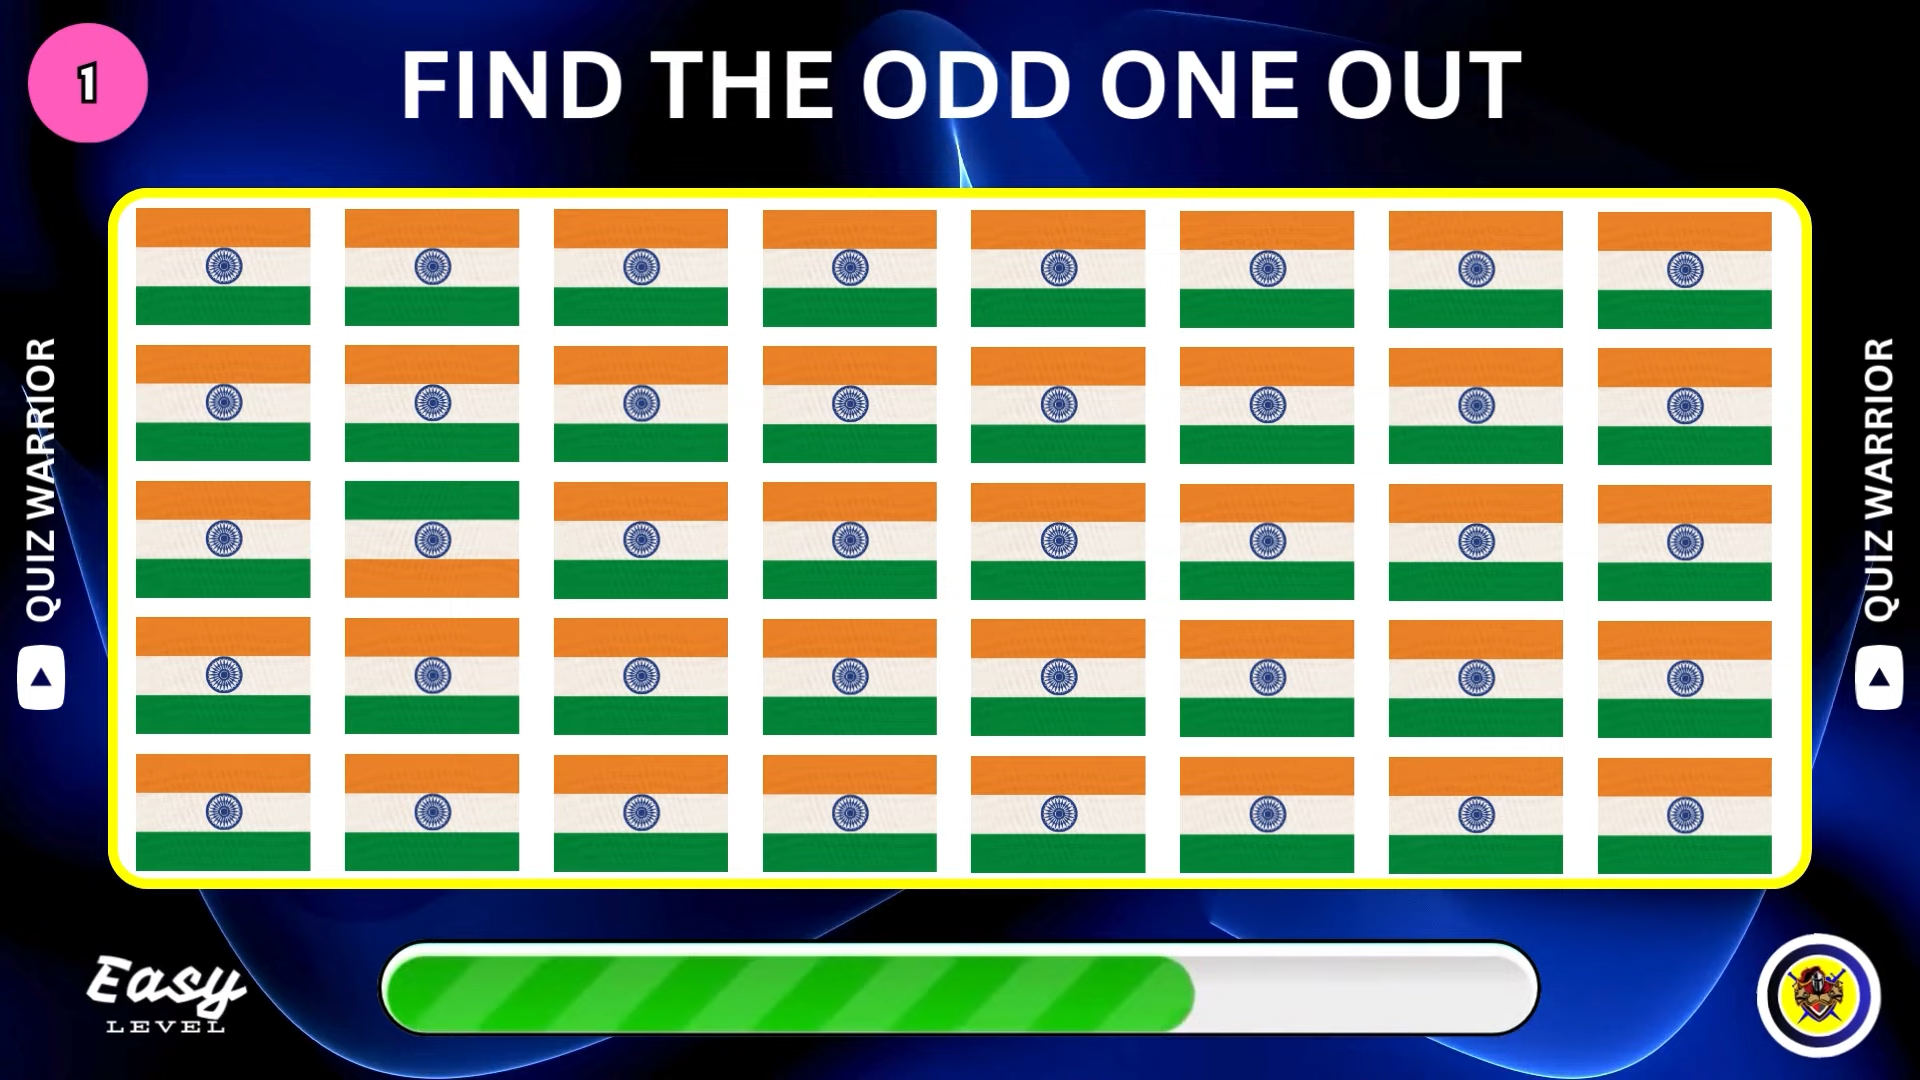 1
FIND THE ODD ONE OUT
QUIZ WARRIOR
QUIZ WARRIOR
Easy
LEVEL